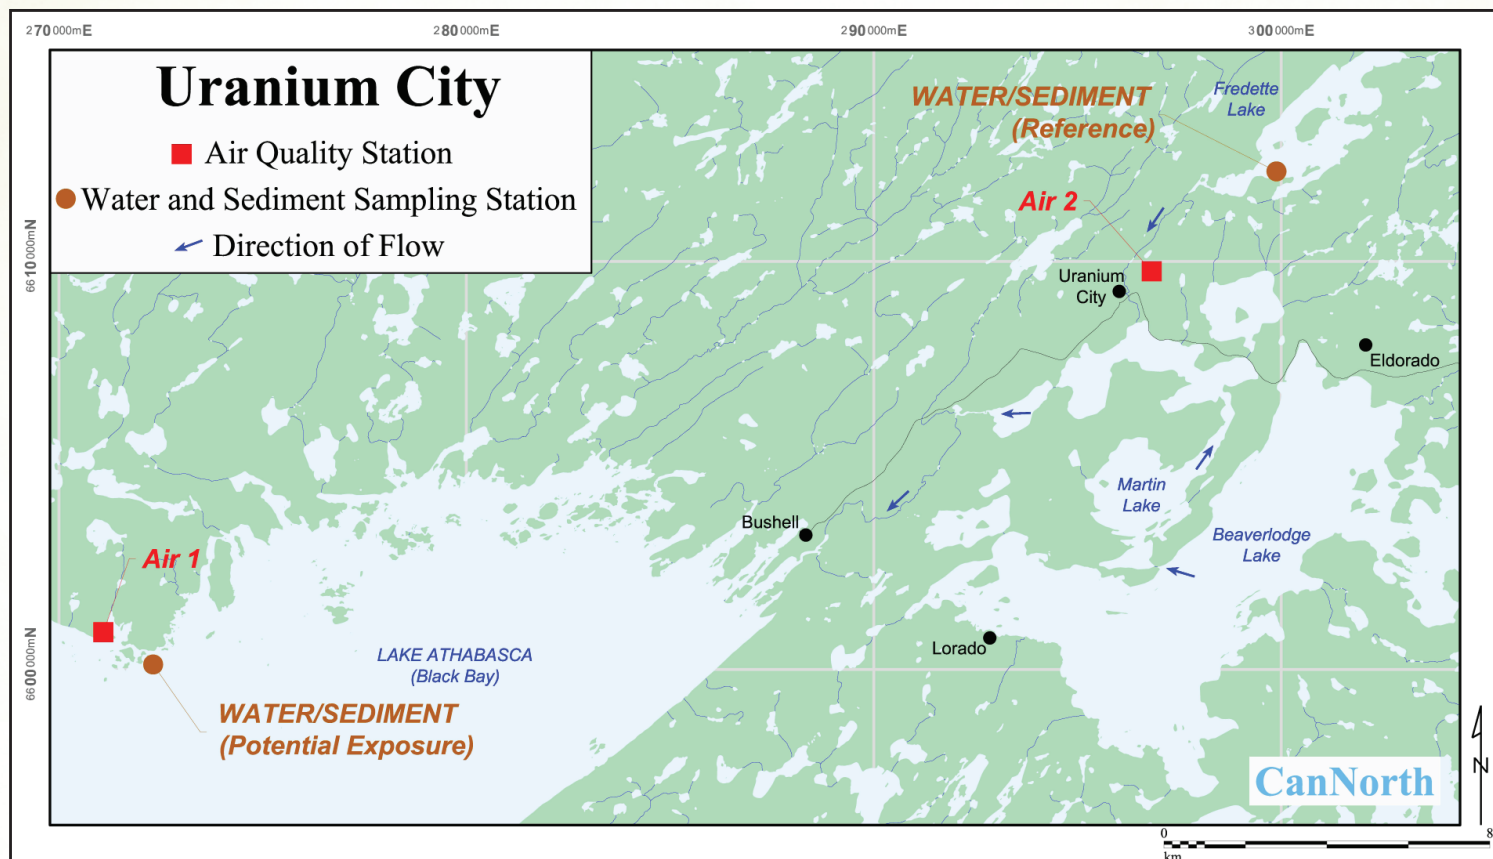 270000mE 280000mE 290000mE 300000mE
Uranium City
Air Quality Station
Water and Sediment Sampling Station
Direction of Flow
WATER/SEDIMENT
(Reference)
Fredette
Lake
Air 2
6610000mN
Uranium
City
Eldorado
Martin
Lake
Bushell
Beaverlodge
Lake
Air 1
6600000mN
Lorado
LAKE ATHABASCA
(Black Bay)
WATER/SEDIMENT
(Potential Exposure)
N
CanNorth
0 8
km